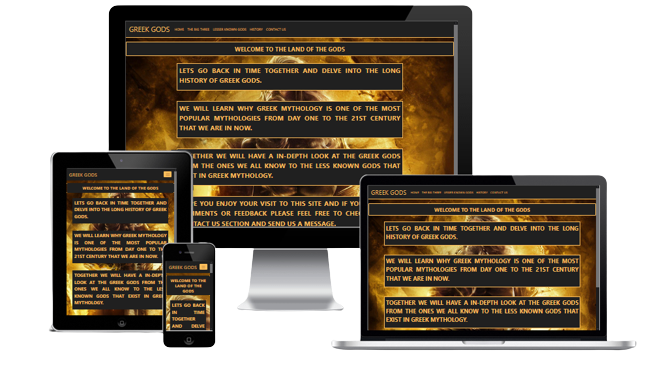 GREEK GODS HOME THE BIG THREE LESSER KNOWN GODS HISTORY CONTACT US
WELCOME TO THE LAND OF THE GODS
LETS GO BACK IN TIME TOGETHER AND DELVE INTO THE LONG
HISTORY OF GREEK GODS.
WE WILL LEARN WHY GREEK MYTHOLOGY IS ONE OF THE MOST
POPULAR MYTHOLOGIES FROM DAY ONE TO THE 21ST CENTURY
THAT WE ARE IN NOW.
ETHER WE WILL HAVE A IN-DEPTH LOOK AT THE GREEK GODS
OM THE ONES WE ALL KNOW TO THE LESS KNOWN GODS THAT
ST IN GREEK MYTHOLOGY.
E YOU ENJOY YOUR VISIT TO THIS SITE AND IF YOU
MENTS OR FEEDBACK PLEASE FEEL FREE TO CHE
TACT US SECTION AND SEND US A MESSAGE.
GREEK GODS
WELCOME TO THE LAND OF THE GODS
LETS GO BACK IN TIME TOGETHER AND
DELVE INTO THE LONG HISTORY OF GREEK
GODS.
WE WILL LEARN WHY GREEK MYTHOLOGY
IS ONE OF THE MOST POPULAR
MYTHOLOGIES FROM DAY ONE TO THE
21ST CENTURY THAT WE ARE IN NOW.
TOGETHER WE WILL HAVE A IN-DEP
LOOK AT THE GREEK GODS FROM T
ONES WE ALL KNOW TO THE LE
KNOWN GODS THAT EXIST IN GRE
MYTHOLOGY.
GREEK GODS
WELCOME TO THE LAND
OF THE GODS
LETS GO BACK
IN TIME
TOGETHER
AND DELVE
GREEK GODS HOME THE BIG THREE LESSER KNOWN GODS HISTORY CONTACT US
WELCOME TO THE LAND OF THE GODS
LETS GO BACK IN TIME TOGETHER AND DELVE INTO THE LONG
HISTORY OF GREEK GODS.
WE WILL LEARN WHY GREEK MYTHOLOGY IS ONE OF THE MOST
POPULAR MYTHOLOGIES FROM DAY ONE TO THE 21ST CENTURY
THAT WE ARE IN NOW.
TOGETHER WE WILL HAVE A IN-DEPTH LOOK AT THE GREEK GODS
FROM THE ONES WE ALL KNOW TO THE LESS KNOWN GODS THAT
EXIST IN GREEK MYTHOLOGY.